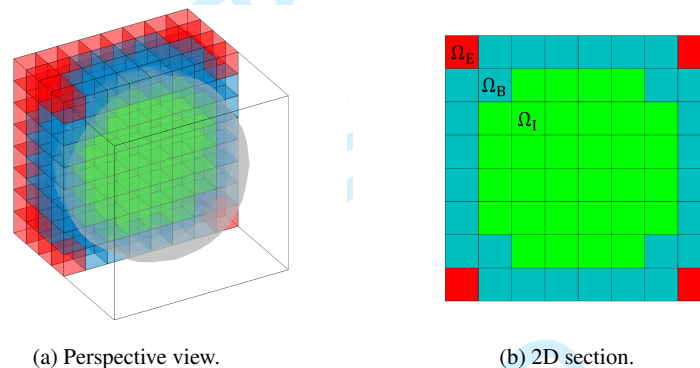 Ω_E
Ω_B
Ω_I
(a) Perspective view.
(b) 2D section.